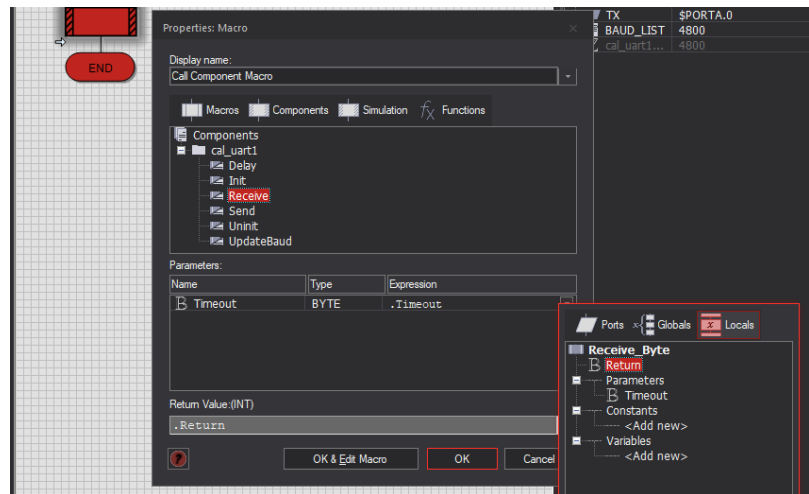 END
TX $PORTA.0
BAUD_LIST 4800
cal_uart1... 4800
Properties: Macro
Display name:
Call Component Macro
Macros Components Simulation fx Functions
Components
cal_uart1
Delay
Init
Receive
Send
Uninit
UpdateBaud
Parameters:
Name Type Expression
B Timeout BYTE .Timeout
Return Value:(INT)
.Return
? OK & Edit Macro OK Cancel
Ports x{ Globals x Locals
Receive_Byte
B Return
Parameters
B Timeout
Constants
<Add new>
Variables
<Add new>